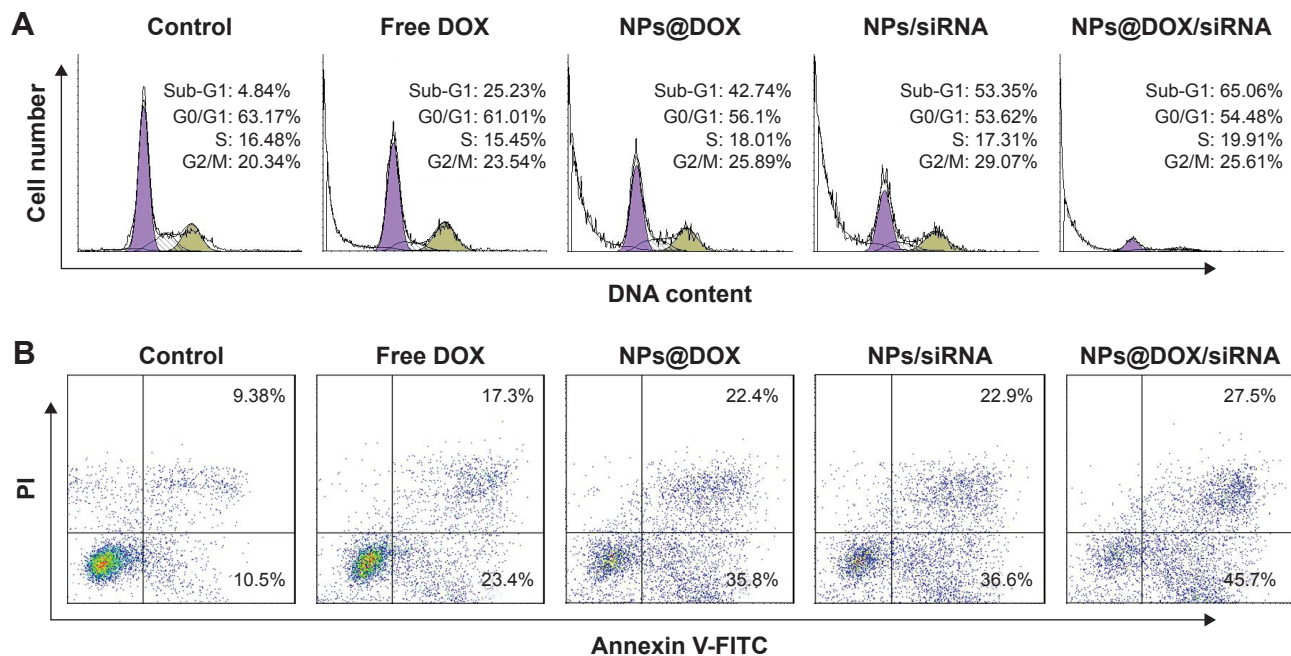 A
Control
Free DOX
NPs@DOX
NPs/siRNA
NPs@DOX/siRNA
Cell number
Sub-G1: 4.84%
G0/G1: 63.17%
S: 16.48%
G2/M: 20.34%
Sub-G1: 25.23%
G0/G1: 61.01%
S: 15.45%
G2/M: 23.54%
Sub-G1: 42.74%
G0/G1: 56.1%
S: 18.01%
G2/M: 25.89%
Sub-G1: 53.35%
G0/G1: 53.62%
S: 17.31%
G2/M: 29.07%
Sub-G1: 65.06%
G0/G1: 54.48%
S: 19.91%
G2/M: 25.61%
DNA content
B
Control
Free DOX
NPs@DOX
NPs/siRNA
NPs@DOX/siRNA
PI
9.38%
10.5%
17.3%
23.4%
22.4%
35.8%
22.9%
36.6%
27.5%
45.7%
Annexin V-FITC